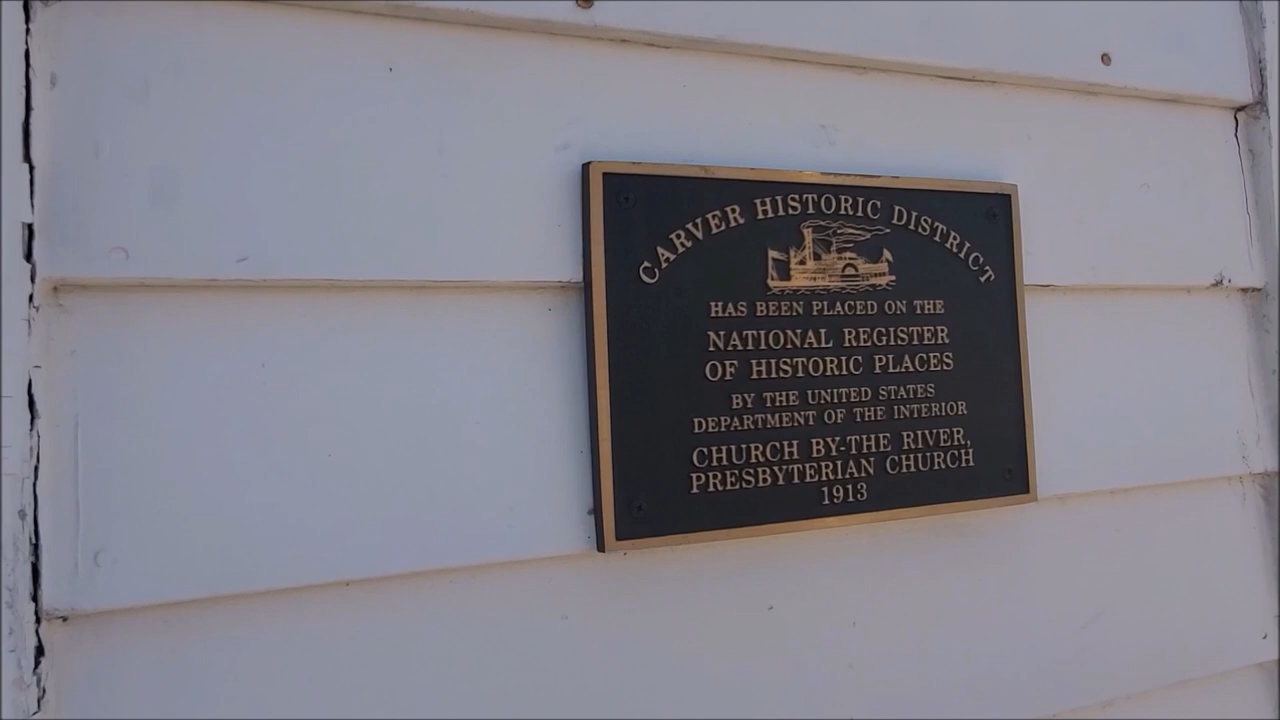 CARVER HISTORIC DISTRICT
HAS BEEN PLACED ON THE
NATIONAL REGISTER
OF HISTORIC PLACES
BY THE UNITED STATES
DEPARTMENT OF THE INTERIOR
CHURCH BY-THE RIVER,
PRESBYTERIAN CHURCH
1913